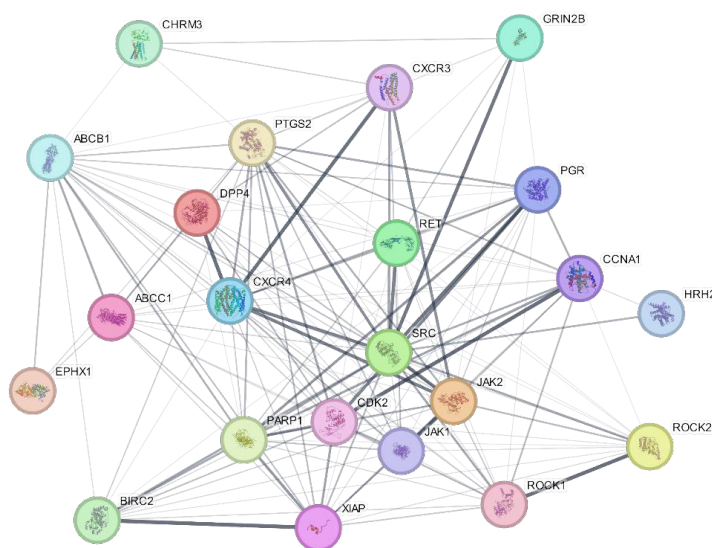 CHRM3
GRIN2B
CXCR3
PTGS2
ABCB1
PGR
DPP4
RET
CCNA1
CXCR4
HRH2
ABCC1
SRC
EPHX1
JAK2
CDK2
PARP1
JAK1
ROCK2
ROCK1
BIRC2
XIAP